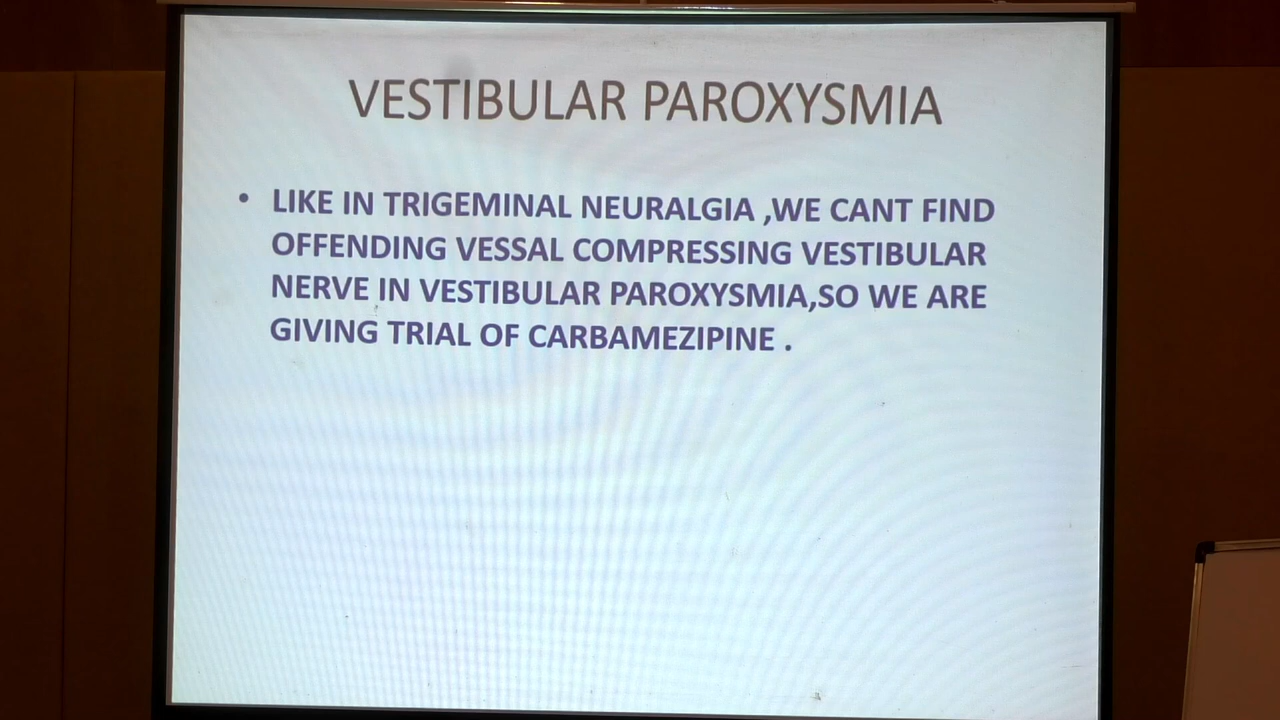 VESTIBULAR PAROXYSMIA
• LIKE IN TRIGEMINAL NEURALGIA ,WE CANT FIND
OFFENDING VESSAL COMPRESSING VESTIBULAR
NERVE IN VESTIBULAR PAROXYSMIA,SO WE ARE
GIVING TRIAL OF CARBAMEZIPINE .